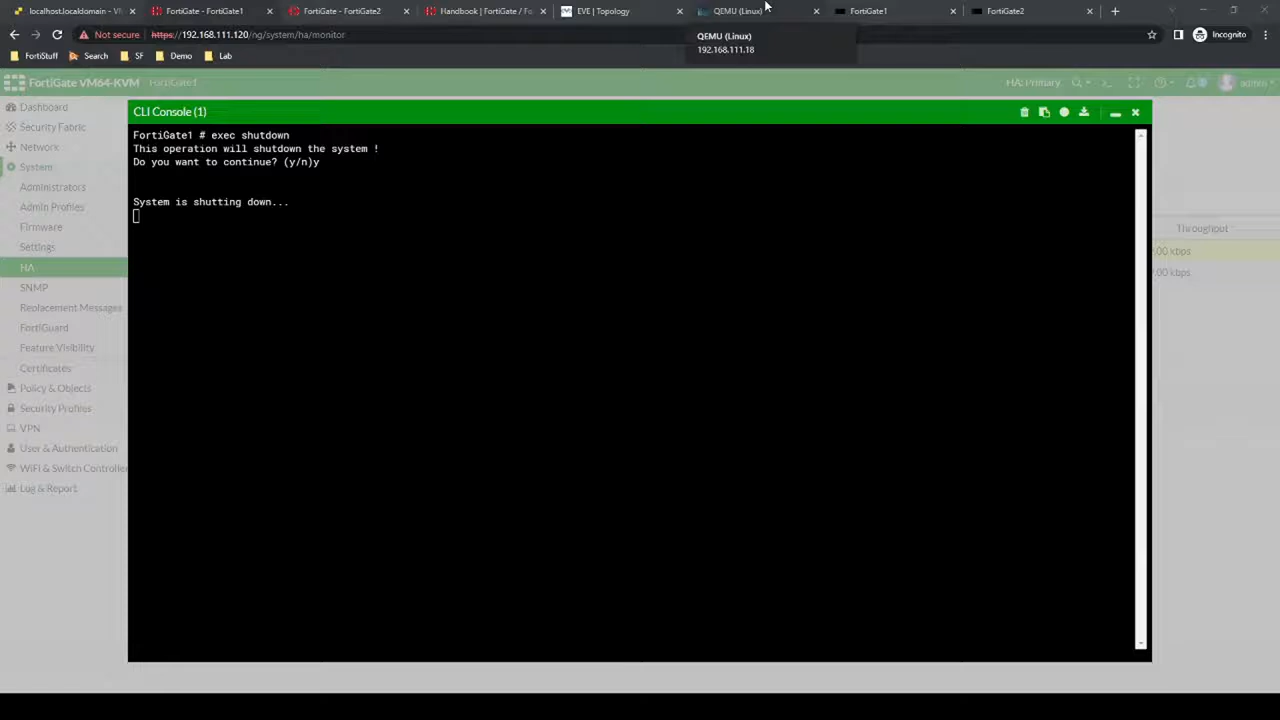 localhost.localdomain - VM
FortiGate - FortiGate1
FortiGate - FortiGate2
Handbook | FortiGate / Fo
EVE | Topology
QEMU (Linux)
FortiGate1
FortiGate2
Not secure
https://192.168.111.120/ng/system/ha/monitor
QEMU (Linux)
192.168.111.18
Incognito
FortiStuff
Search
SF
Demo
Lab
FortiGate VM64-KVM
FortiGate1
HA: Primary
admin
CLI Console (1)
FortiGate1 # exec shutdown
This operation will shutdown the system !
Do you want to continue? (y/n)y
System is shutting down...
Dashboard
Security Fabric
Network
System
Administrators
Admin Profiles
Firmware
Settings
HA
SNMP
Replacement Messages
FortiGuard
Feature Visibility
Certificates
Policy & Objects
Security Profiles
VPN
User & Authentication
WiFi & Switch Controller
Log & Report
Throughput
.00 kbps
.00 kbps